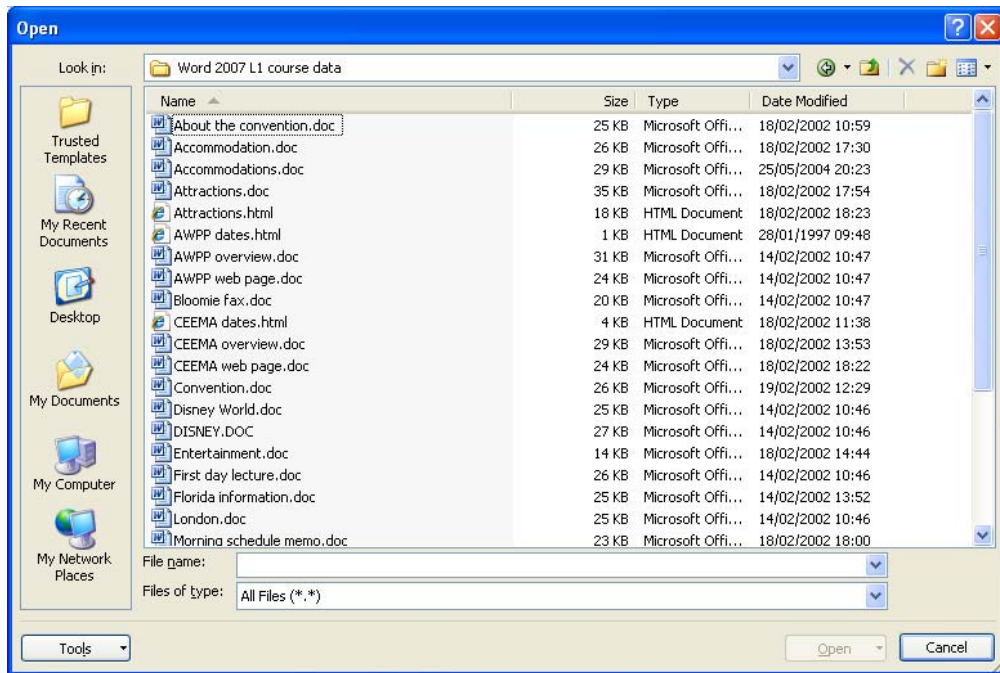 Open
Look in: Word 2007 L1 course data
Trusted
Templates
My Recent
Documents
Desktop
My Documents
My Computer
My Network
Places
Name Size Type Date Modified
About the convention.doc 25 KB Microsoft Offi... 18/02/2002 10:59
Accommodation.doc 26 KB Microsoft Offi... 18/02/2002 17:30
Accommodations.doc 29 KB Microsoft Offi... 25/05/2004 20:23
Attractions.doc 35 KB Microsoft Offi... 18/02/2002 17:54
Attractions.html 18 KB HTML Document 18/02/2002 18:23
AWPP dates.html 1 KB HTML Document 28/01/1997 09:48
AWPP overview.doc 31 KB Microsoft Offi... 14/02/2002 10:47
AWPP web page.doc 24 KB Microsoft Offi... 14/02/2002 10:47
Bloomie fax.doc 20 KB Microsoft Offi... 14/02/2002 10:47
CEEMA dates.html 4 KB HTML Document 18/02/2002 11:38
CEEMA overview.doc 29 KB Microsoft Offi... 18/02/2002 13:53
CEEMA web page.doc 24 KB Microsoft Offi... 18/02/2002 18:22
Convention.doc 26 KB Microsoft Offi... 19/02/2002 12:29
Disney World.doc 25 KB Microsoft Offi... 14/02/2002 10:46
DISNEY.DOC 27 KB Microsoft Offi... 14/02/2002 10:46
Entertainment.doc 14 KB Microsoft Offi... 18/02/2002 14:44
First day lecture.doc 26 KB Microsoft Offi... 14/02/2002 10:46
Florida information.doc 25 KB Microsoft Offi... 14/02/2002 13:52
London.doc 25 KB Microsoft Offi... 14/02/2002 10:46
Morning schedule memo.doc 23 KB Microsoft Offi... 18/02/2002 18:00
File name:
Files of type: All Files (*.*)
Tools Open Cancel